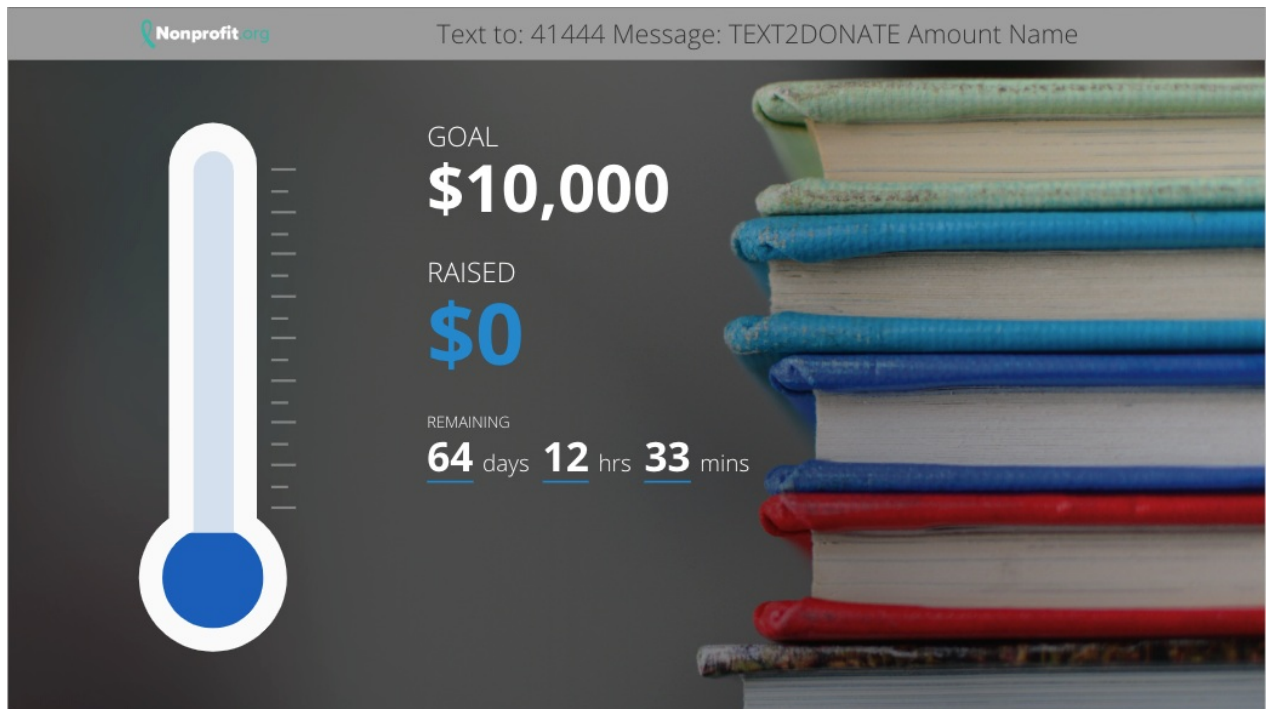 Nonprofit.org
Text to: 41444 Message: TEXT2DONATE Amount Name
GOAL
$10,000
RAISED
$0
REMAINING
64 days 12 hrs 33 mins